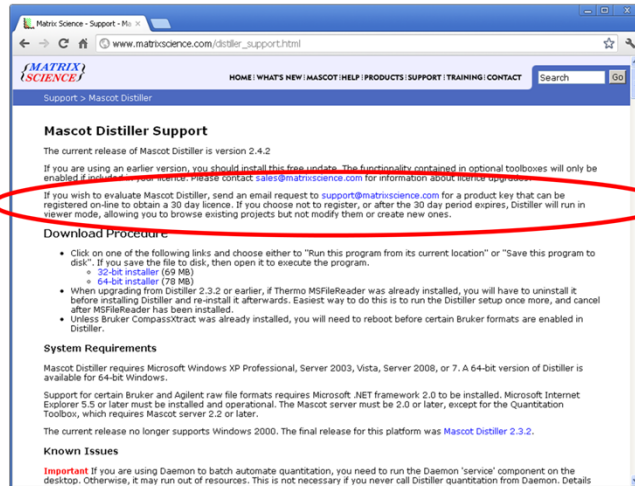 Matrix Science - Support - Ma
www.matrixscience.com/distiller_support.html
{MATRIX}
{SCIENCE}
HOME | WHAT'S NEW | MASCOT | HELP | PRODUCTS | SUPPORT | TRAINING | CONTACT
Search
Go
Support > Mascot Distiller
Mascot Distiller Support
The current release of Mascot Distiller is version 2.4.2
If you are using an earlier version, you should install this free update. The functionality contained in optional toolboxes will only be
enabled if included in your licence. Please contact sales@matrixscience.com for information about licence upgrades.
If you wish to evaluate Mascot Distiller, send an email request to support@matrixscience.com for a product key that can be
registered on-line to obtain a 30 day licence. If you choose not to register, or after the 30 day period expires, Distiller will run in
viewer mode, allowing you to browse existing projects but not modify them or create new ones.
Download Procedure
Click on one of the following links and choose either to "Run this program from its current location" or "Save this program to
disk". If you save the file to disk, then open it to execute the program.
32-bit installer (69 MB)
64-bit installer (78 MB)
When upgrading from Distiller 2.3.2 or earlier, if Thermo MSFileReader was already installed, you will have to uninstall it
before installing Distiller and re-install it afterwards. Easiest way to do this is to run the Distiller setup once more, and cancel
after MSFileReader has been installed.
Unless Bruker CompassXtract was already installed, you will need to reboot before certain Bruker formats are enabled in
Distiller.
System Requirements
Mascot Distiller requires Microsoft Windows XP Professional, Server 2003, Vista, Server 2008, or 7. A 64-bit version of Distiller is
available for 64-bit Windows.
Support for certain Bruker and Agilent raw file formats requires Microsoft .NET framework 2.0 to be installed. Microsoft Internet
Explorer 5.5 or later must be installed and operational. The Mascot server must be 2.0 or later, except for the Quantitation
Toolbox, which requires Mascot server 2.2 or later.
The current release no longer supports Windows 2000. The final release for this platform was Mascot Distiller 2.3.2.
Known Issues
Important If you are using Daemon to batch automate quantitation, you need to run the Daemon 'service' component on the
desktop. Otherwise, it may run out of resources. This is not necessary if you never call Distiller quantitation from Daemon. Details